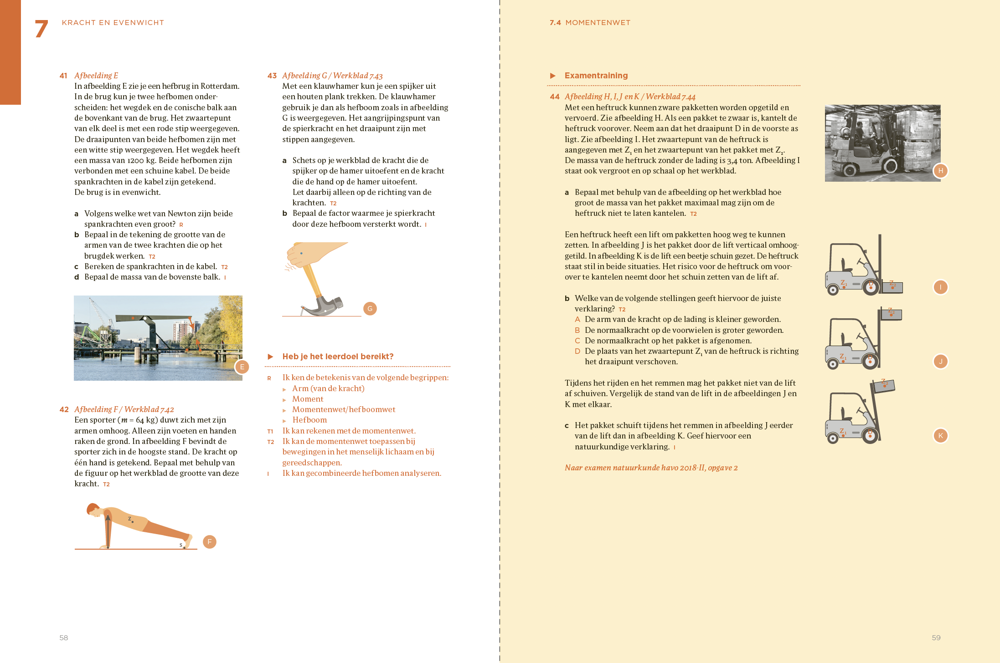 7 KRACHT EN EVENWICHT
41 Afbeelding E
In afbeelding E zie je een hefbrug in Rotterdam.
In de brug kun je twee hefbomen onder-
scheiden: het wegdek en de conische balk aan
de bovenkant van de brug. Het zwaartepunt
van elk deel is met een rode stip weergegeven.
De draaipunten van beide hefbomen zijn met
een witte stip weergegeven. Het wegdek heeft
een massa van 1200 kg. Beide hefbomen zijn
verbonden met een schuine kabel. De beide
spankrachten in de kabel zijn getekend.
De brug is in evenwicht.
a Volgens welke wet van Newton zijn beide
spankrachten even groot? R
b Bepaal in de tekening de grootte van de
armen van de twee krachten die op het
brugdek werken. T2
c Bereken de spankrachten in de kabel. T2
d Bepaal de massa van de bovenste balk. I
E
42 Afbeelding F / Werkblad 7.42
Een sporter (m = 64 kg) duwt zich met zijn
armen omhoog. Alleen zijn voeten en handen
raken de grond. In afbeelding F bevindt de
sporter zich in de hoogste stand. De kracht op
één hand is getekend. Bepaal met behulp van
de figuur op het werkblad de grootte van deze
kracht. T2
Z
S
F
43 Afbeelding G / Werkblad 7.43
Met een klauwhamer kun je een spijker uit
een houten plank trekken. De klauwhamer
gebruik je dan als hefboom zoals in afbeelding
G is weergegeven. Het aangrijpingspunt van
de spierkracht en het draaipunt zijn met
stippen aangegeven.
a Schets op je werkblad de kracht die de
spijker op de hamer uitoefent en de kracht
die de hand op de hamer uitoefent.
Let daarbij alleen op de richting van de
krachten. T2
b Bepaal de factor waarmee je spierkracht
door deze hefboom versterkt wordt. I
G
▶ Heb je het leerdoel bereikt?
R Ik ken de betekenis van de volgende begrippen:
▶ Arm (van de kracht)
▶ Moment
▶ Momentenwet/hefboomwet
▶ Hefboom
T1 Ik kan rekenen met de momentenwet.
T2 Ik kan de momentenwet toepassen bij
bewegingen in het menselijk lichaam en bij
gereedschappen.
I Ik kan gecombineerde hefbomen analyseren.
58
7.4 MOMENTENWET
▶ Examentraining
44 Afbeelding H, I, J en K / Werkblad 7.44
Met een heftruck kunnen zware pakketten worden opgetild en
vervoerd. Zie afbeelding H. Als een pakket te zwaar is, kantelt de
heftruck voorover. Neem aan dat het draaipunt D in de voorste as
ligt. Zie afbeelding I. Het zwaartepunt van de heftruck is
aangegeven met Z₁ en het zwaartepunt van het pakket met Z₂.
De massa van de heftruck zonder de lading is 3,4 ton. Afbeelding I
staat ook vergroot en op schaal op het werkblad.
a Bepaal met behulp van de afbeelding op het werkblad hoe
groot de massa van het pakket maximaal mag zijn om de
heftruck niet te laten kantelen. T2
Een heftruck heeft een lift om pakketten hoog weg te kunnen
zetten. In afbeelding J is het pakket door de lift verticaal omhoog-
getild. In afbeelding K is de lift een beetje schuin gezet. De heftruck
staat stil in beide situaties. Het risico voor de heftruck om voor-
over te kantelen neemt door het schuin zetten van de lift af.
b Welke van de volgende stellingen geeft hiervoor de juiste
verklaring? T2
A De arm van de kracht op de lading is kleiner geworden.
B De normaalkracht op de voorwielen is groter geworden.
C De normaalkracht op het pakket is afgenomen.
D De plaats van het zwaartepunt Z₁ van de heftruck is richting
het draaipunt verschoven.
Tijdens het rijden en het remmen mag het pakket niet van de lift
af schuiven. Vergelijk de stand van de lift in de afbeeldingen J en
K met elkaar.
c Het pakket schuift tijdens het remmen in afbeelding J eerder
van de lift dan in afbeelding K. Geef hiervoor een
natuurkundige verklaring. I
Naar examen natuurkunde havo 2018-II, opgave 2
H
Z₁ D Z₂
I
Z₂
Z₁ D
J
Z₂
Z₁ D
K
59